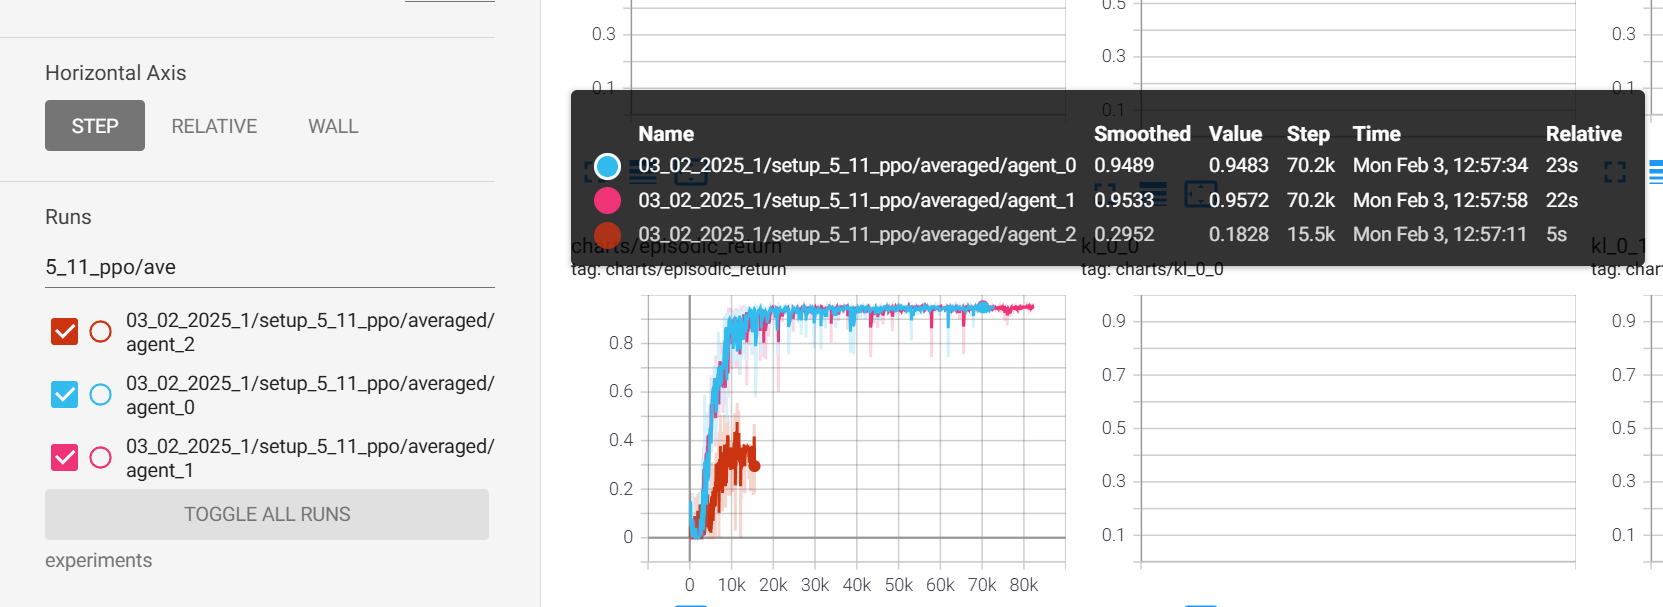 Horizontal Axis
STEP RELATIVE WALL
Runs
5_11_ppo/ave
03_02_2025_1/setup_5_11_ppo/averaged/
agent_2
03_02_2025_1/setup_5_11_ppo/averaged/
agent_0
03_02_2025_1/setup_5_11_ppo/averaged/
agent_1
TOGGLE ALL RUNS
experiments
0.3
0.1
0.5
0.3
0.1
0.3
0.1
Name Smoothed Value Step Time Relative
03_02_2025_1/setup_5_11_ppo/averaged/agent_0 0.9489 0.9483 70.2k Mon Feb 3, 12:57:34 23s
03_02_2025_1/setup_5_11_ppo/averaged/agent_1 0.9533 0.9572 70.2k Mon Feb 3, 12:57:58 22s
03_02_2025_1/setup_5_11_ppo/averaged/agent_2 0.2952 0.1828 15.5k Mon Feb 3, 12:57:11 5s
charts/episodic_return
tag: charts/episodic_return
0.8
0.6
0.4
0.2
0
0 10k 20k 30k 40k 50k 60k 70k 80k
kl_0_0
tag: charts/kl_0_0
0.9
0.7
0.5
0.3
0.1
kl_0_1
tag: char
0.9
0.7
0.5
0.3
0.1